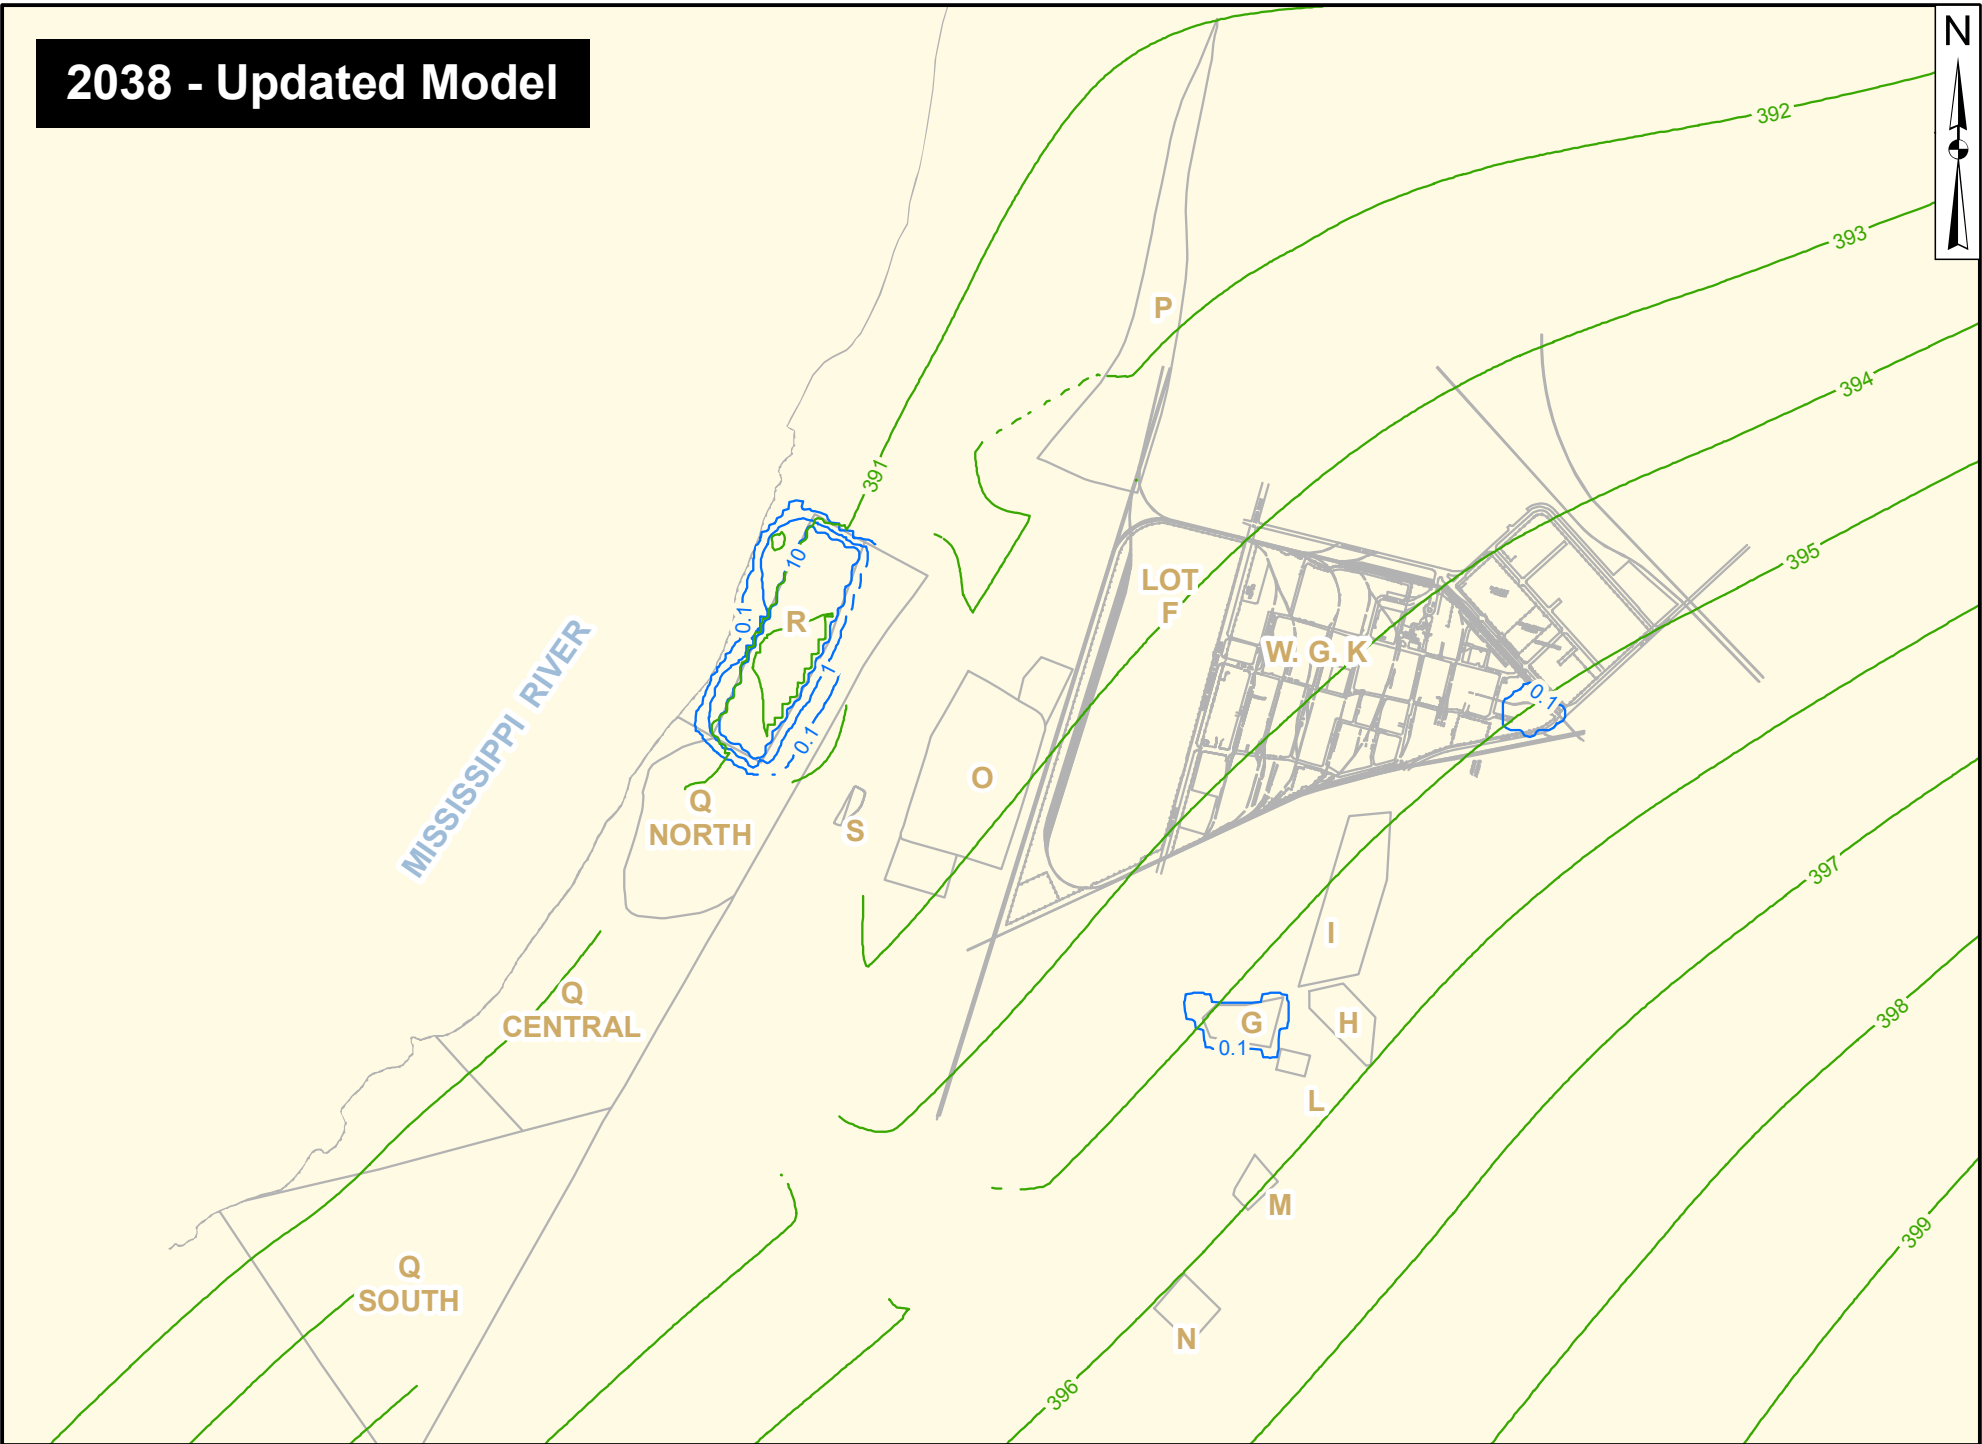 2038 - Updated Model
N
392
393
P
394
391
395
10
LOT
F
0.1
R
W. G. K
MISSISSIPPI RIVER
1
0.1
0.1
O
Q
NORTH
S
397
I
Q
CENTRAL
G
H
398
0.1
L
M
399
Q
SOUTH
N
396